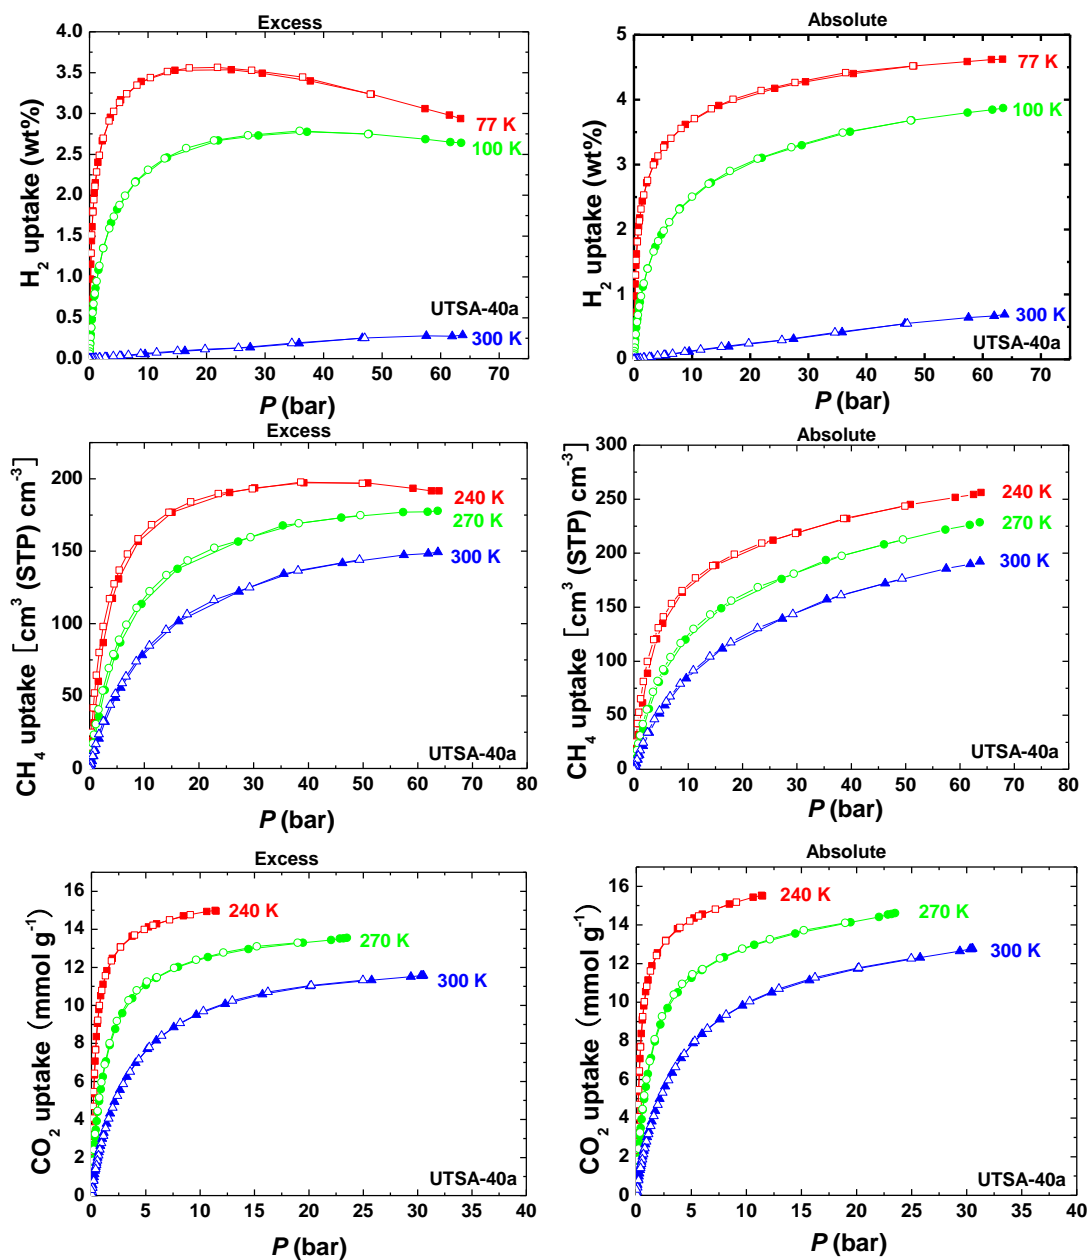 Excess
H2 uptake (wt%)
4.0
3.5
3.0
2.5
2.0
1.5
1.0
0.5
0.0
77 K
100 K
UTSA-40a
300 K
0 10 20 30 40 50 60 70
P (bar)
Absolute
H2 uptake (wt%)
5
4
3
2
1
0
77 K
100 K
300 K
UTSA-40a
0 10 20 30 40 50 60 70
P (bar)
Excess
CH4 uptake [cm3 (STP) cm-3]
200
150
100
50
0
240 K
270 K
300 K
UTSA-40a
0 10 20 30 40 50 60 70 80
P (bar)
Absolute
CH4 uptake [cm3 (STP) cm-3]
300
250
200
150
100
50
0
240 K
270 K
300 K
UTSA-40a
0 10 20 30 40 50 60 70 80
P (bar)
Excess
CO2 uptake (mmol g-1)
16
14
12
10
8
6
4
2
0
240 K
270 K
300 K
UTSA-40a
0 5 10 15 20 25 30 35 40
P (bar)
Absolute
CO2 uptake (mmol g-1)
16
14
12
10
8
6
4
2
0
240 K
270 K
300 K
UTSA-40a
0 5 10 15 20 25 30 35 40
P (bar)